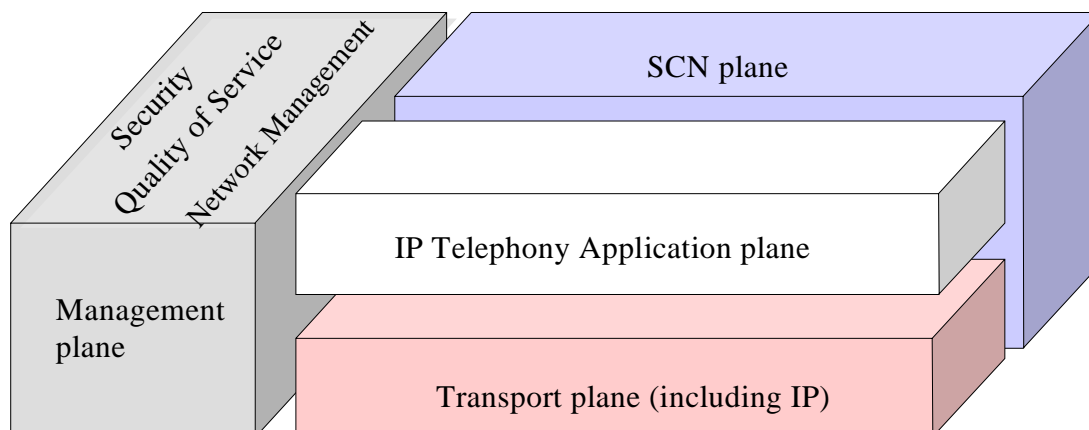 Security
Quality of Service
Network Management
SCN plane
IP Telephony Application plane
Management
plane
Transport plane (including IP)